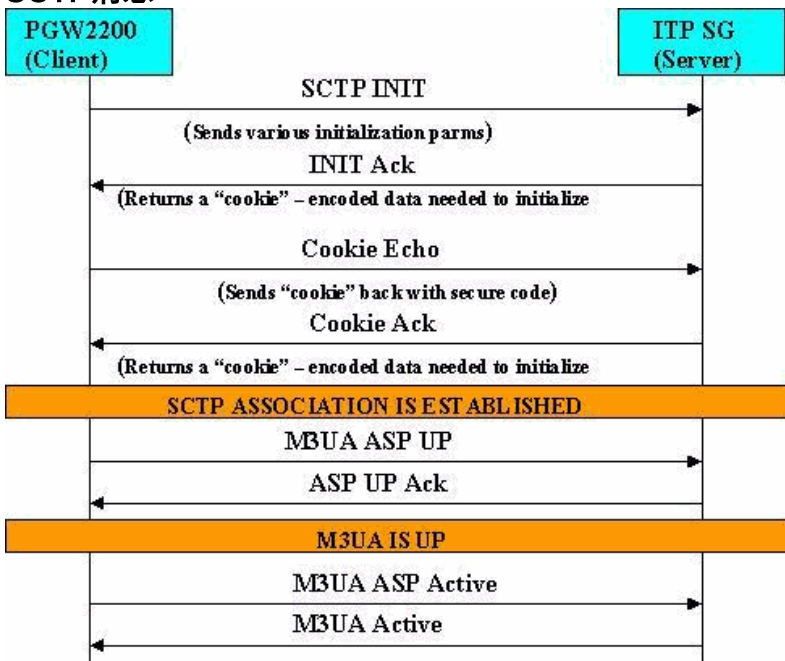 PGW2200
(Client)
ITP SG
(Server)
SCTP INIT
(Sends various initialization parms)
INIT Ack
(Returns a “cookie” – encoded data needed to initialize
Cookie Echo
(Sends “cookie” back with secure code)
Cookie Ack
(Returns a “cookie” – encoded data needed to initialize
SCTP ASSOCIATION IS ESTABLISHED
M3UA ASP UP
ASP UP Ack
M3UA IS UP
M3UA ASP Active
M3UA Active